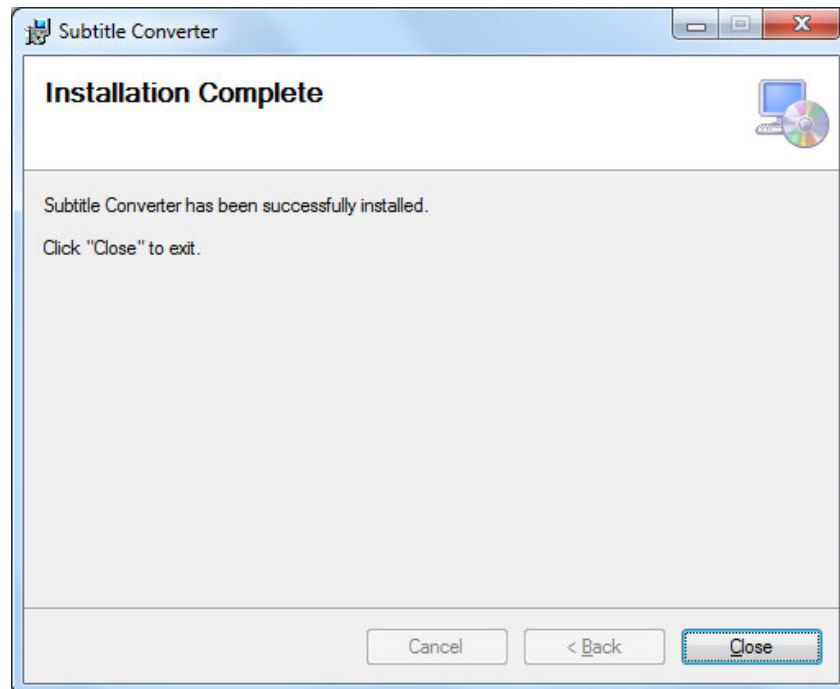 Subtitle Converter
Installation Complete
Subtitle Converter has been successfully installed.
Click "Close" to exit.
Cancel
< Back
Close